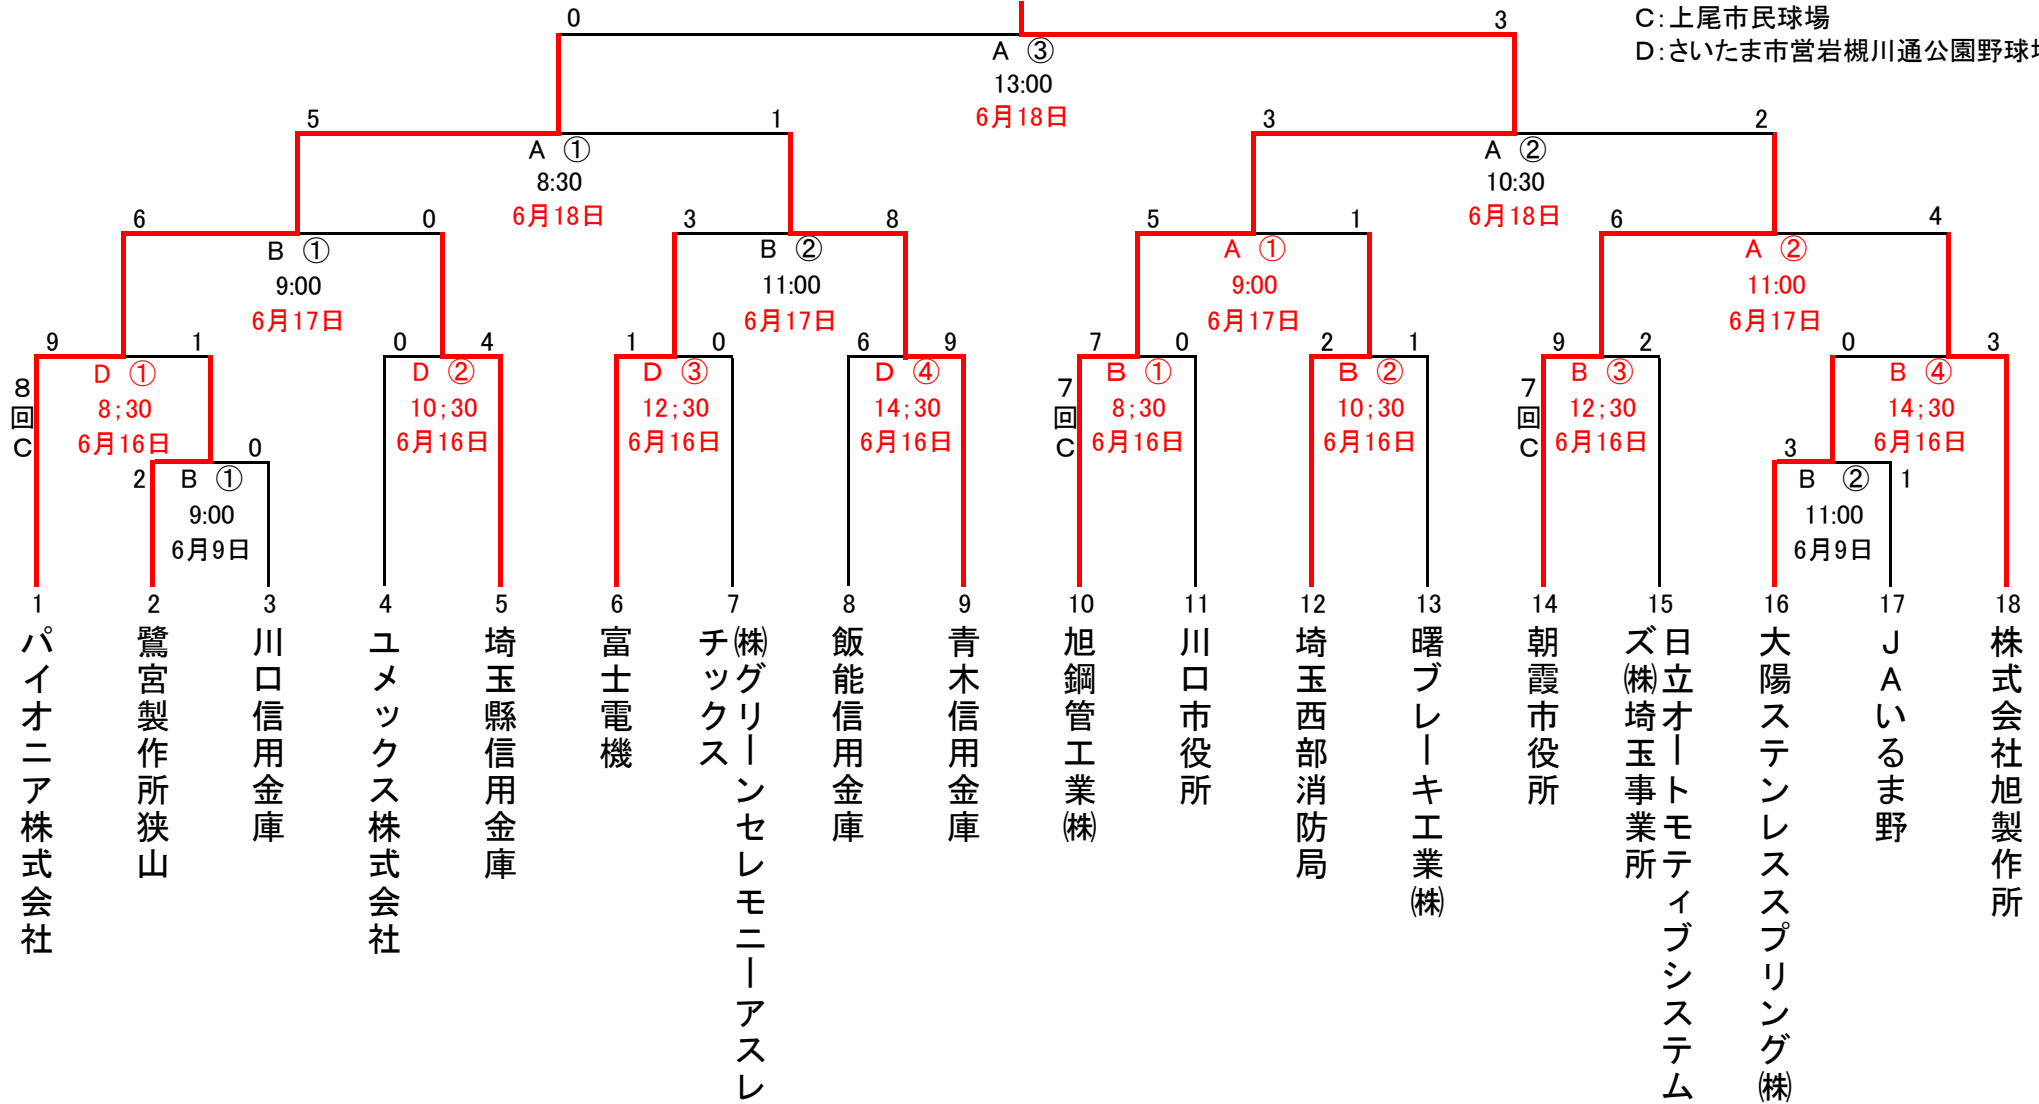 C：上尾市民球場
D：さいたま市営岩槻川通公園野球場
0 3
A ③
13:00
6月18日
5 1
A ①
8:30
6月18日
3 2
A ②
10:30
6月18日
6 0
B ①
9:00
6月17日
3 8
B ②
11:00
6月17日
5 1
A ①
9:00
6月17日
6 4
A ②
11:00
6月17日
9 1
8回C
D ①
8;30
6月16日
0 4
D ②
10;30
6月16日
1 0
D ③
12;30
6月16日
6 9
D ④
14;30
6月16日
7 0
7回C
B ①
8;30
6月16日
2 1
B ②
10;30
6月16日
9 2
7回C
B ③
12;30
6月16日
0 3
B ④
14;30
6月16日
2 0
B ①
9:00
6月9日
3 1
B ②
11:00
6月9日
1 2 3 4 5 6 7 8 9 10 11 12 13 14 15 16 17 18
パイオニア株式会社
鷺宮製作所狭山
川口信用金庫
ユメックス株式会社
埼玉縣信用金庫
富士電機
㈱グリーンセレモニーアスレ
チックス
飯能信用金庫
青木信用金庫
旭鋼管工業㈱
川口市役所
埼玉西部消防局
曙ブレーキ工業㈱
朝霞市役所
日立オートモティブシステム
ズ㈱埼玉事業所
大陽ステンレススプリング㈱
ＪＡいるま野
株式会社旭製作所